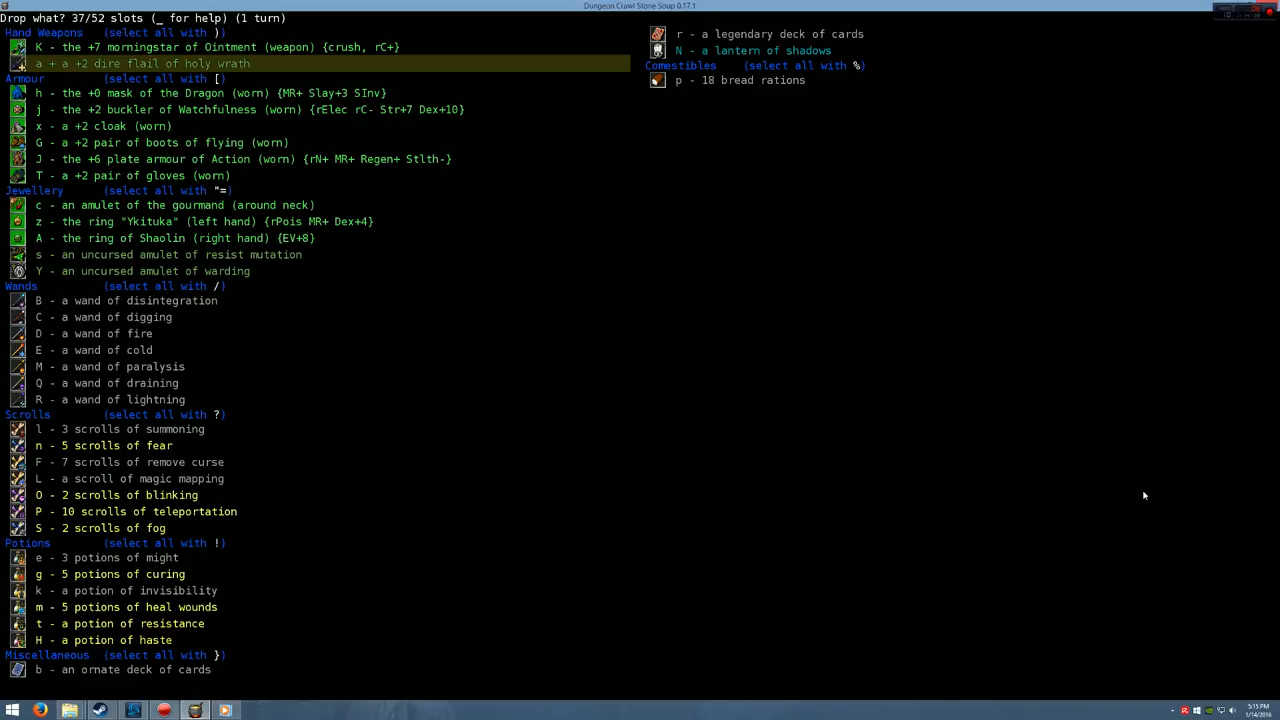 Dungeon Crawl Stone Soup 0.17.1
Drop what? 37/52 slots (_ for help) (1 turn)
Hand Weapons (select all with ))
K - the +7 morningstar of Ointment (weapon) {crush, rC+}
a + a +2 dire flail of holy wrath
Armour (select all with [)
h - the +0 mask of the Dragon (worn) {MR+ Slay+3 SInv}
j - the +2 buckler of Watchfulness (worn) {rElec rC- Str+7 Dex+10}
x - a +2 cloak (worn)
G - a +2 pair of boots of flying (worn)
J - the +6 plate armour of Action (worn) {rN+ MR+ Regen+ Stlth-}
T - a +2 pair of gloves (worn)
Jewellery (select all with "=)
c - an amulet of the gourmand (around neck)
z - the ring "Ykituka" (left hand) {rPois MR+ Dex+4}
A - the ring of Shaolin (right hand) {EV+8}
s - an uncursed amulet of resist mutation
Y - an uncursed amulet of warding
Wands (select all with /)
B - a wand of disintegration
C - a wand of digging
D - a wand of fire
E - a wand of cold
M - a wand of paralysis
Q - a wand of draining
R - a wand of lightning
Scrolls (select all with ?)
l - 3 scrolls of summoning
n - 5 scrolls of fear
F - 7 scrolls of remove curse
L - a scroll of magic mapping
O - 2 scrolls of blinking
P - 10 scrolls of teleportation
S - 2 scrolls of fog
Potions (select all with !)
e - 3 potions of might
g - 5 potions of curing
k - a potion of invisibility
m - 5 potions of heal wounds
t - a potion of resistance
H - a potion of haste
Miscellaneous (select all with })
b - an ornate deck of cards
r - a legendary deck of cards
N - a lantern of shadows
Comestibles (select all with %)
p - 18 bread rations
5:15 PM
1/14/2016